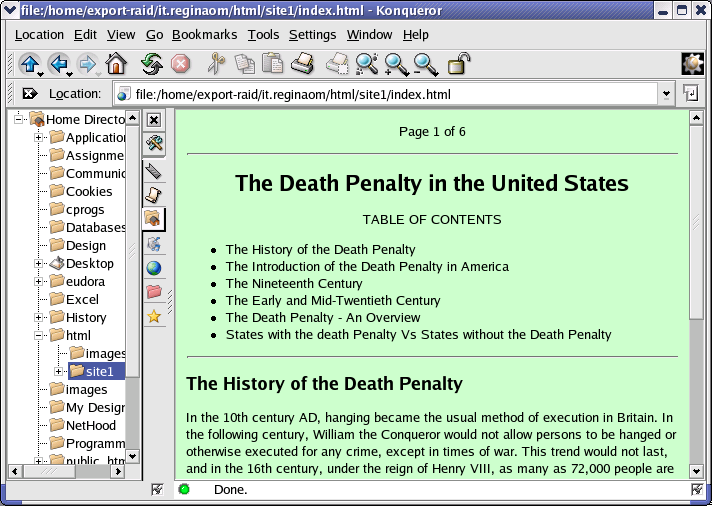 file:/home/export-raid/it.reginaom/html/site1/index.html - Konqueror
Location Edit View Go Bookmarks Tools Settings Window Help
Location: file:/home/export-raid/it.reginaom/html/site1/index.html
Home Directo
Application
Assignme
Communic
Cookies
cprogs
Databases
Design
Desktop
eudora
Excel
History
html
images
site1
images
My Design
NetHood
Programm
public_htm
Page 1 of 6
The Death Penalty in the United States
TABLE OF CONTENTS
The History of the Death Penalty
The Introduction of the Death Penalty in America
The Nineteenth Century
The Early and Mid-Twentieth Century
The Death Penalty - An Overview
States with the death Penalty Vs States without the Death Penalty
The History of the Death Penalty
In the 10th century AD, hanging became the usual method of execution in Britain. In
the following century, William the Conqueror would not allow persons to be hanged or
otherwise executed for any crime, except in times of war. This trend would not last,
and in the 16th century, under the reign of Henry VIII, as many as 72,000 people are
Done.